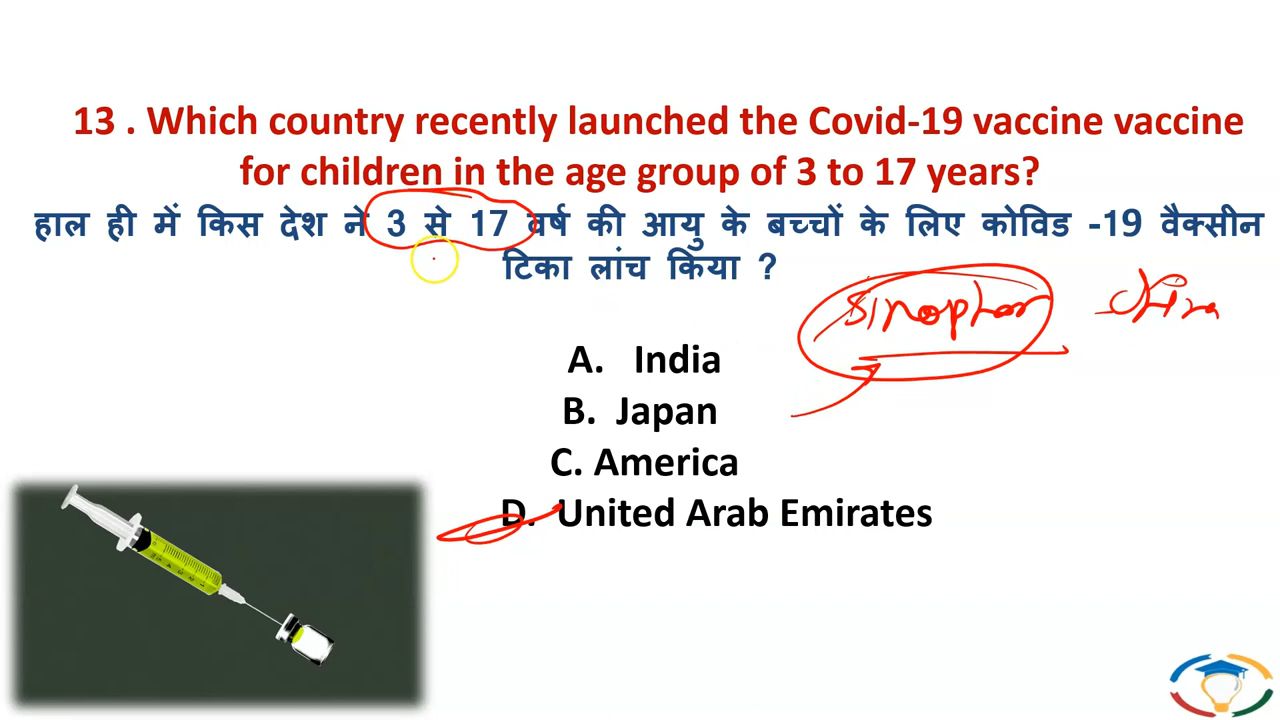 13 . Which country recently launched the Covid-19 vaccine vaccine
for children in the age group of 3 to 17 years?
हाल ही में किस देश ने 3 से 17 वर्ष की आयु के बच्चों के लिए कोविड -19 वैक्सीन
टिका लांच किया ?
Sinophar China
A. India
B. Japan
C. America
D. United Arab Emirates